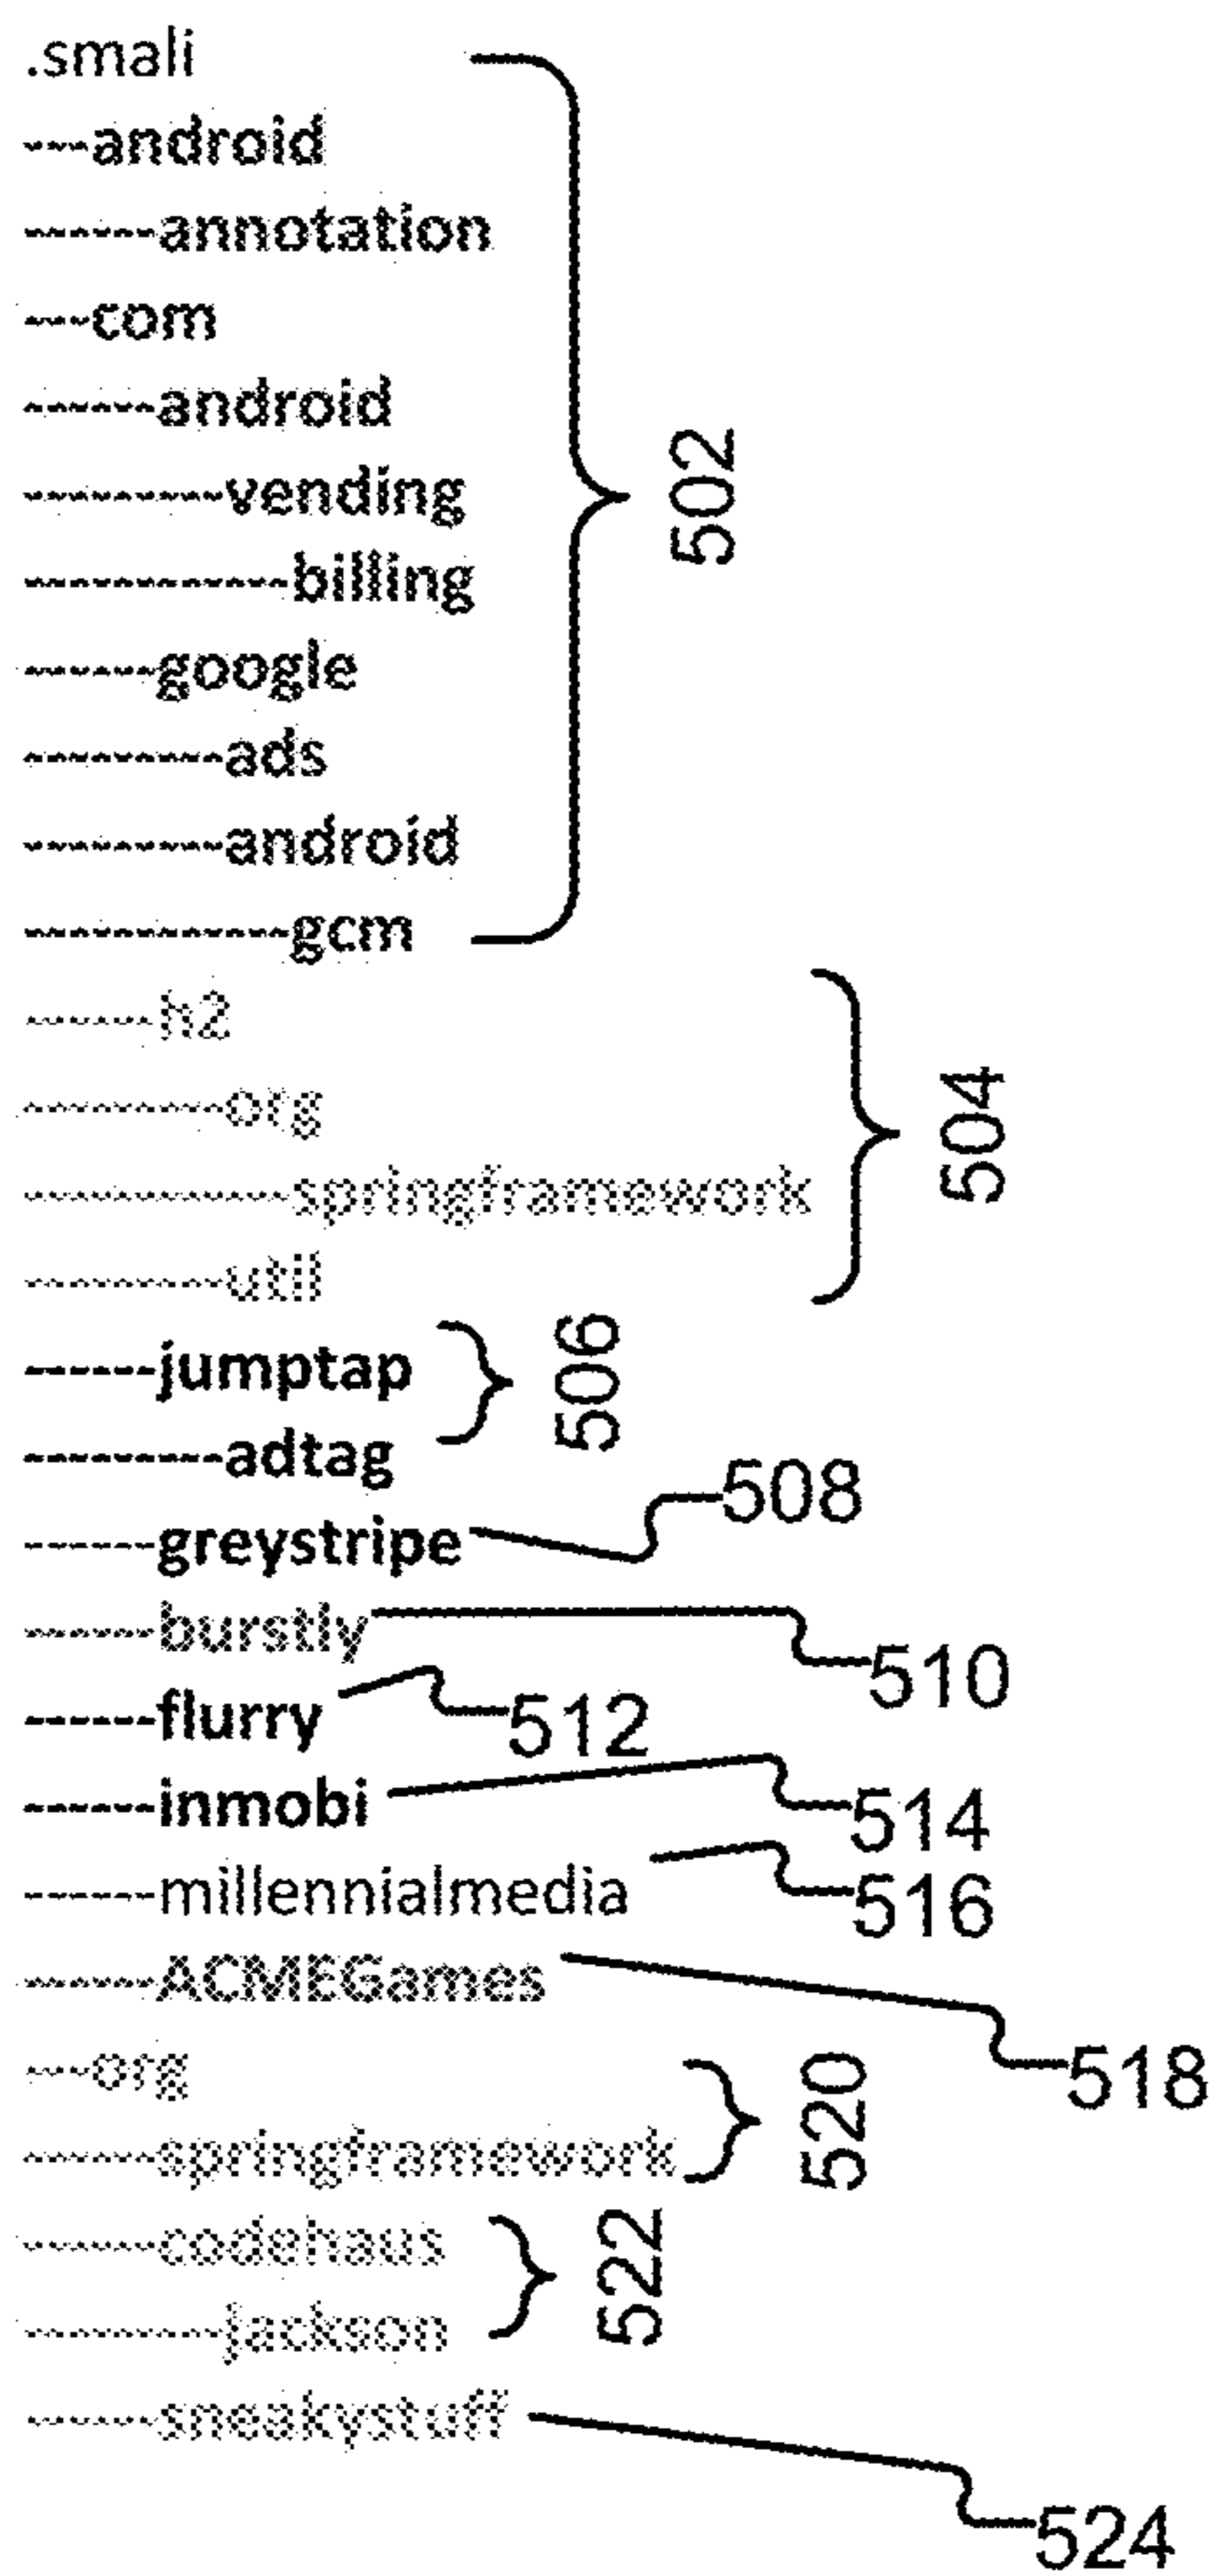 .smali
---android
------annotation
---com
------android
---------vending
------------billing
------google
---------ads
---------android
------------gcm
502
------h2
---------org
------------springframework
---------util
504
------jumptap
---------adtag
506
------greystripe
508
------burstly
510
------flurry
512
------inmobi
514
------millennialmedia
516
------ACMEGames
518
---org
------springframework
520
------codehaus
---------jackson
522
------sneakystuff
524